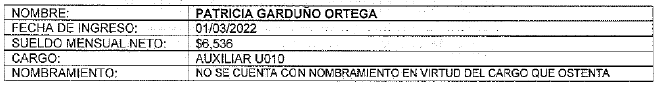 NOMBRE: PATRICIA GARDUÑO ORTEGA
FECHA DE INGRESO: 01/03/2022
SUELDO MENSUAL NETO: $6,536
CARGO: AUXILIAR U010
NOMBRAMIENTO: NO SE CUENTA CON NOMBRAMIENTO EN VIRTUD DEL CARGO QUE OSTENTA